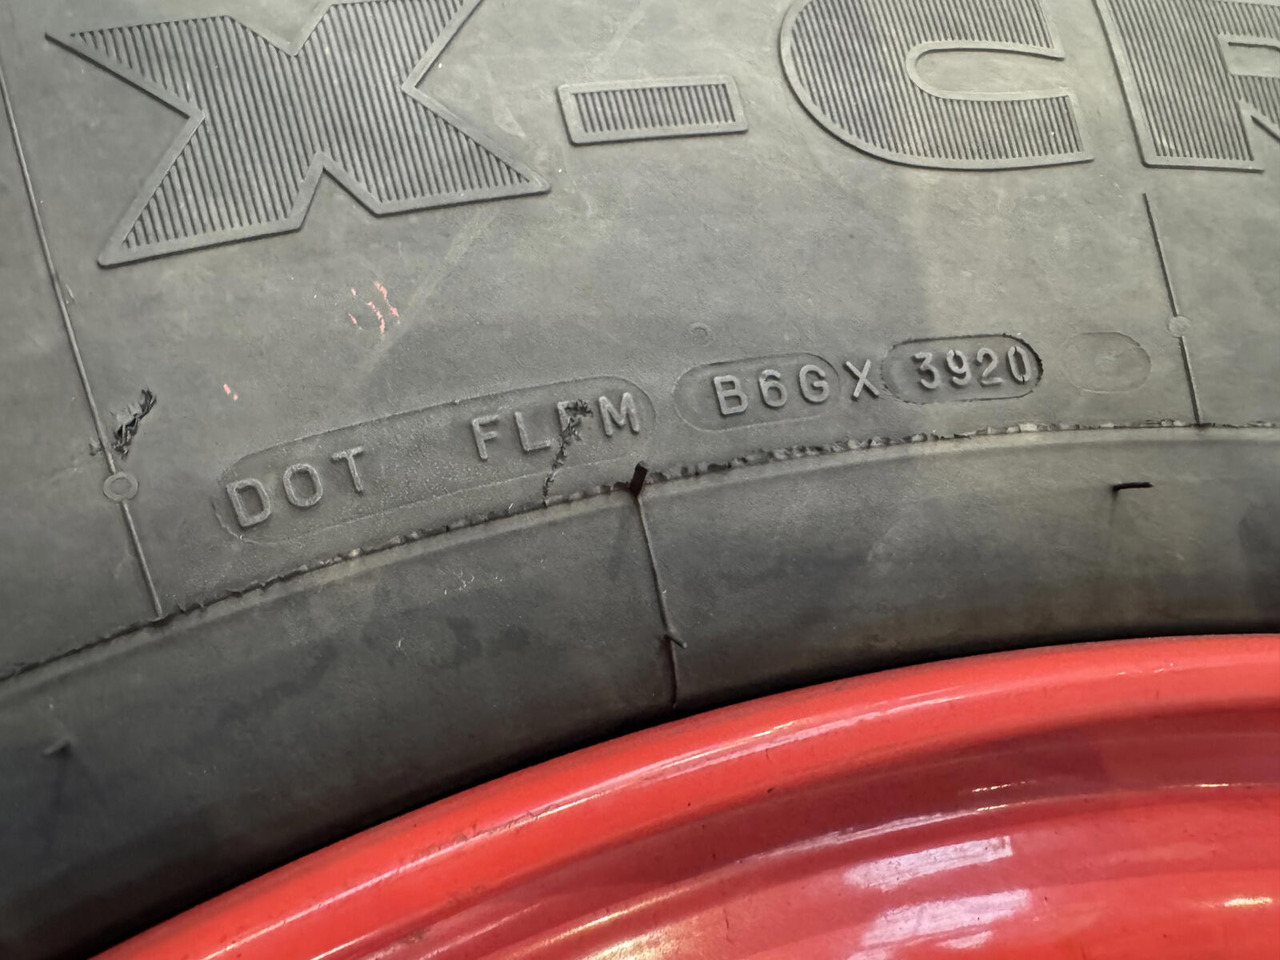 X-CR
DOT FLFM B6GX 3920